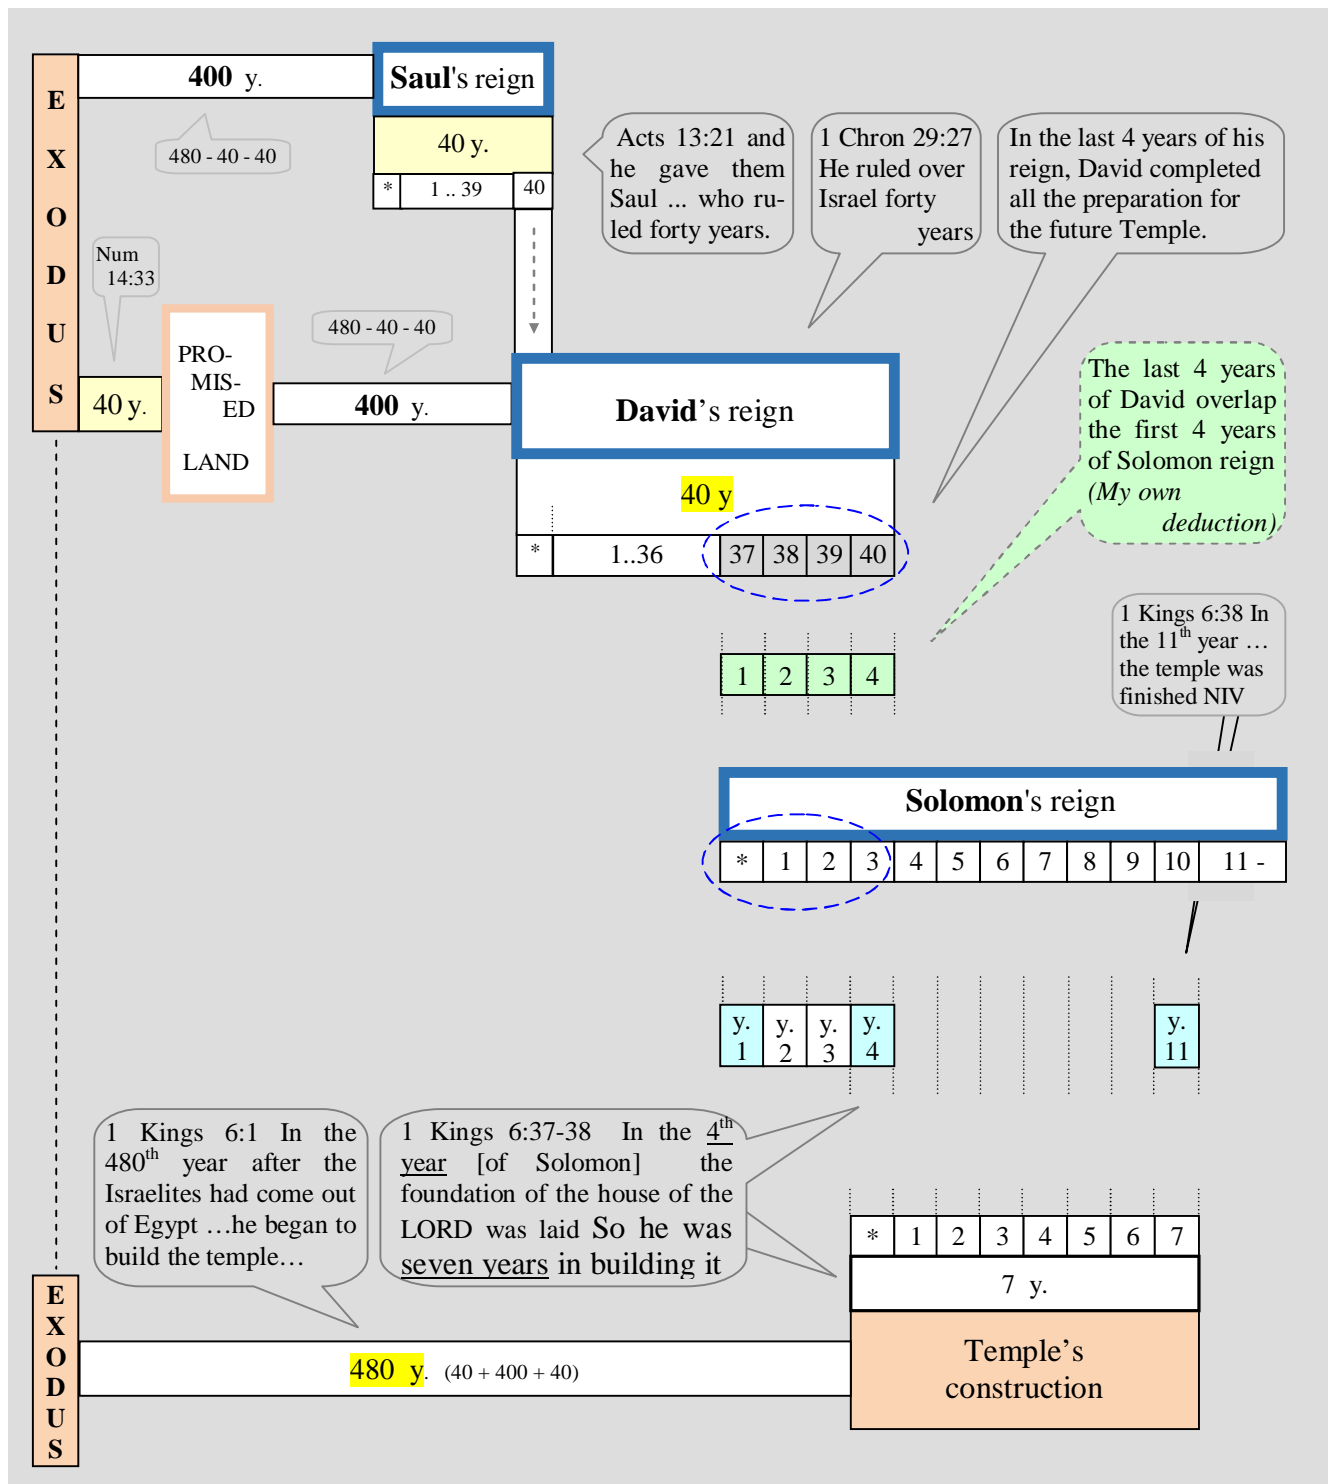 E
X
O
D
U
S
400 y.
Saul's reign
480 - 40 - 40
40 y.
* 1 .. 39 40
Acts 13:21 and
he gave them
Saul ... who ru-
led forty years.
1 Chron 29:27
He ruled over
Israel forty
years
In the last 4 years of his
reign, David completed
all the preparation for
the future Temple.
Num
14:33
40 y.
PRO-
MIS-
ED
LAND
480 - 40 - 40
400 y.
David’s reign
The last 4 years
of David overlap
the first 4 years
of Solomon reign
(My own
deduction)
40 y
* 1..36 37 38 39 40
1 Kings 6:38 In
the 11th year …
the temple was
finished NIV
1 2 3 4
Solomon's reign
* 1 2 3 4 5 6 7 8 9 10 11 -
y. y. y. y. y.
1 2 3 4 11
1 Kings 6:1 In the
480th year after the
Israelites had come out
of Egypt …he began to
build the temple…
1 Kings 6:37-38 In the 4th
year [of Solomon] the
foundation of the house of the
LORD was laid So he was
seven years in building it
* 1 2 3 4 5 6 7
7 y.
E
X
O
D
U
S
480 y. (40 + 400 + 40)
Temple’s
construction